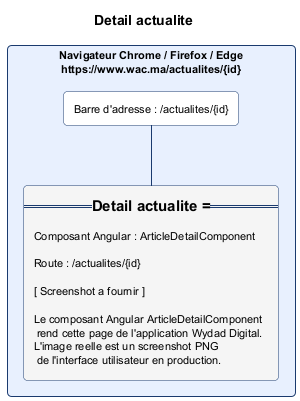 Detail actualite
Navigateur Chrome / Firefox / Edge
https://www.wac.ma/actualites/{id}
Barre d'adresse : /actualites/{id}
Detail actualite =
Composant Angular : ArticleDetailComponent
Route : /actualites/{id}
[ Screenshot a fournir ]
Le composant Angular ArticleDetailComponent
rend cette page de l'application Wydad Digital.
L'image reelle est un screenshot PNG
de l'interface utilisateur en production.